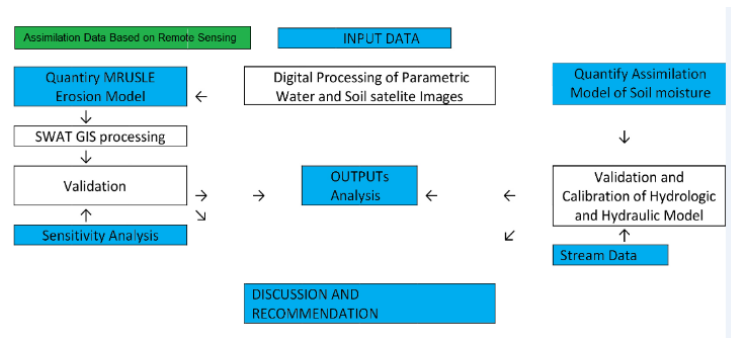 Assimilation Data Based on Remote Sensing
INPUT DATA
Quantiry MRUSLE
Erosion Model
Digital Processing of Parametric
Water and Soil satelite Images
Quantify Assimilation
Model of Soil moisture
SWAT GIS processing
Validation
OUTPUTs
Analysis
Validation and
Calibration of Hydrologic
and Hydraulic Model
Sensitivity Analysis
Stream Data
DISCUSSION AND
RECOMMENDATION